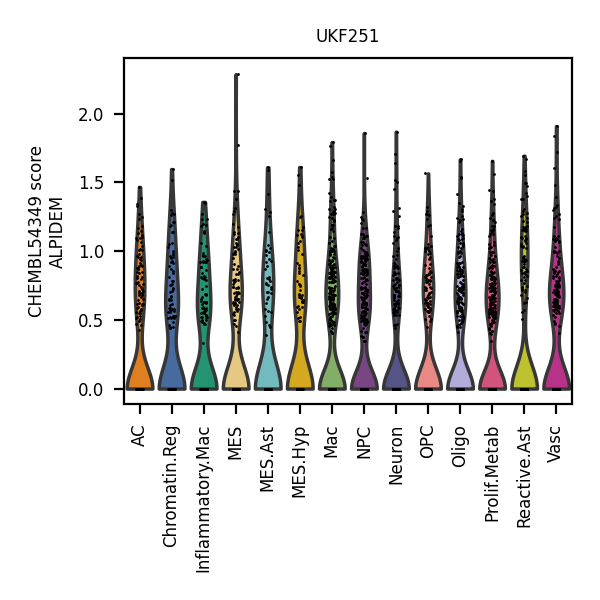 UKF251
CHEMBL54349 score
ALPIDEM
2.0
1.5
1.0
0.5
0.0
AC
Chromatin.Reg
Inflammatory.Mac
MES
MES.Ast
MES.Hyp
Mac
NPC
Neuron
OPC
Oligo
Prolif.Metab
Reactive.Ast
Vasc